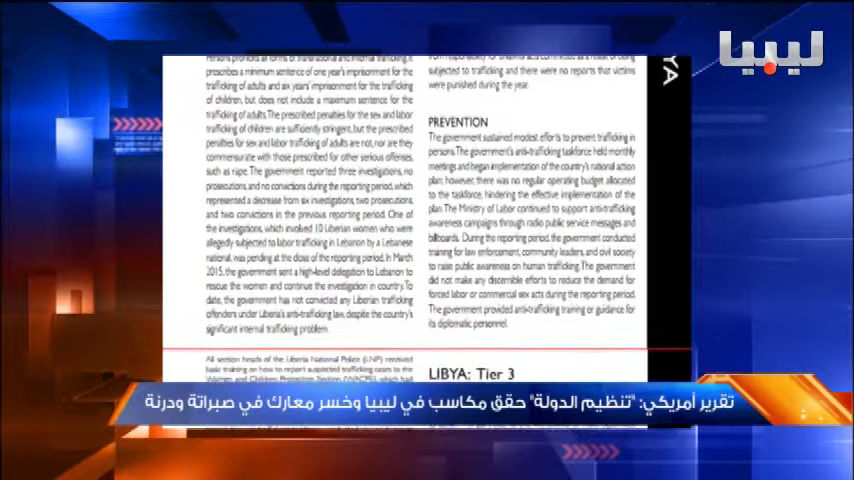 ليبيا
YA
Persons prohibits all forms of transnational and internal trafficking. It
prescribes a minimum sentence of one year's imprisonment for the
trafficking of adults and six years' imprisonment for the trafficking
of children, but does not include a maximum sentence for the
trafficking of adults. The prescribed penalties for the sex and labor
trafficking of children are sufficiently stringent, but the prescribed
penalties for sex and labor trafficking of adults are not, nor are they
commensurate with those prescribed for other serious offenses,
such as rape. The government reported three investigations, no
prosecutions, and no convictions during the reporting period, which
represented a decrease from six investigations, two prosecutions,
and two convictions in the previous reporting period. One of
the investigations, which involved 10 Liberian women who were
allegedly subjected to labor trafficking in Lebanon by a Lebanese
national, was pending at the close of the reporting period. In March
2015, the government sent a high-level delegation to Lebanon to
rescue the women and continue the investigation in country. To
date, the government has not convicted any Liberian trafficking
offenders under Liberia's anti-trafficking law, despite the country's
significant internal trafficking problem.
All section heads of the Liberia National Police (LNP) received
basic training on how to report suspected trafficking cases to the
Women and Children Protection Section (WACPS), which had
subjected to trafficking and there were no reports that victims
were punished during the year.
PREVENTION
The government sustained modest efforts to prevent trafficking in
persons. The government's anti-trafficking taskforce held monthly
meetings and began implementation of the country's national action
plan; however, there was no regular operating budget allocated
to the taskforce, hindering the effective implementation of the
plan. The Ministry of Labor continued to support anti-trafficking
awareness campaigns through radio public service messages and
billboards. During the reporting period, the government conducted
training for law enforcement, community leaders, and civil society
to raise public awareness on human trafficking. The government
did not make any discernible efforts to reduce the demand for
forced labor or commercial sex acts during the reporting period.
The government provided anti-trafficking training or guidance for
its diplomatic personnel.
LIBYA: Tier 3
تقرير أمريكي: "تنظيم الدولة" حقق مكاسب في ليبيا وخسر معارك في صبراتة ودرنة